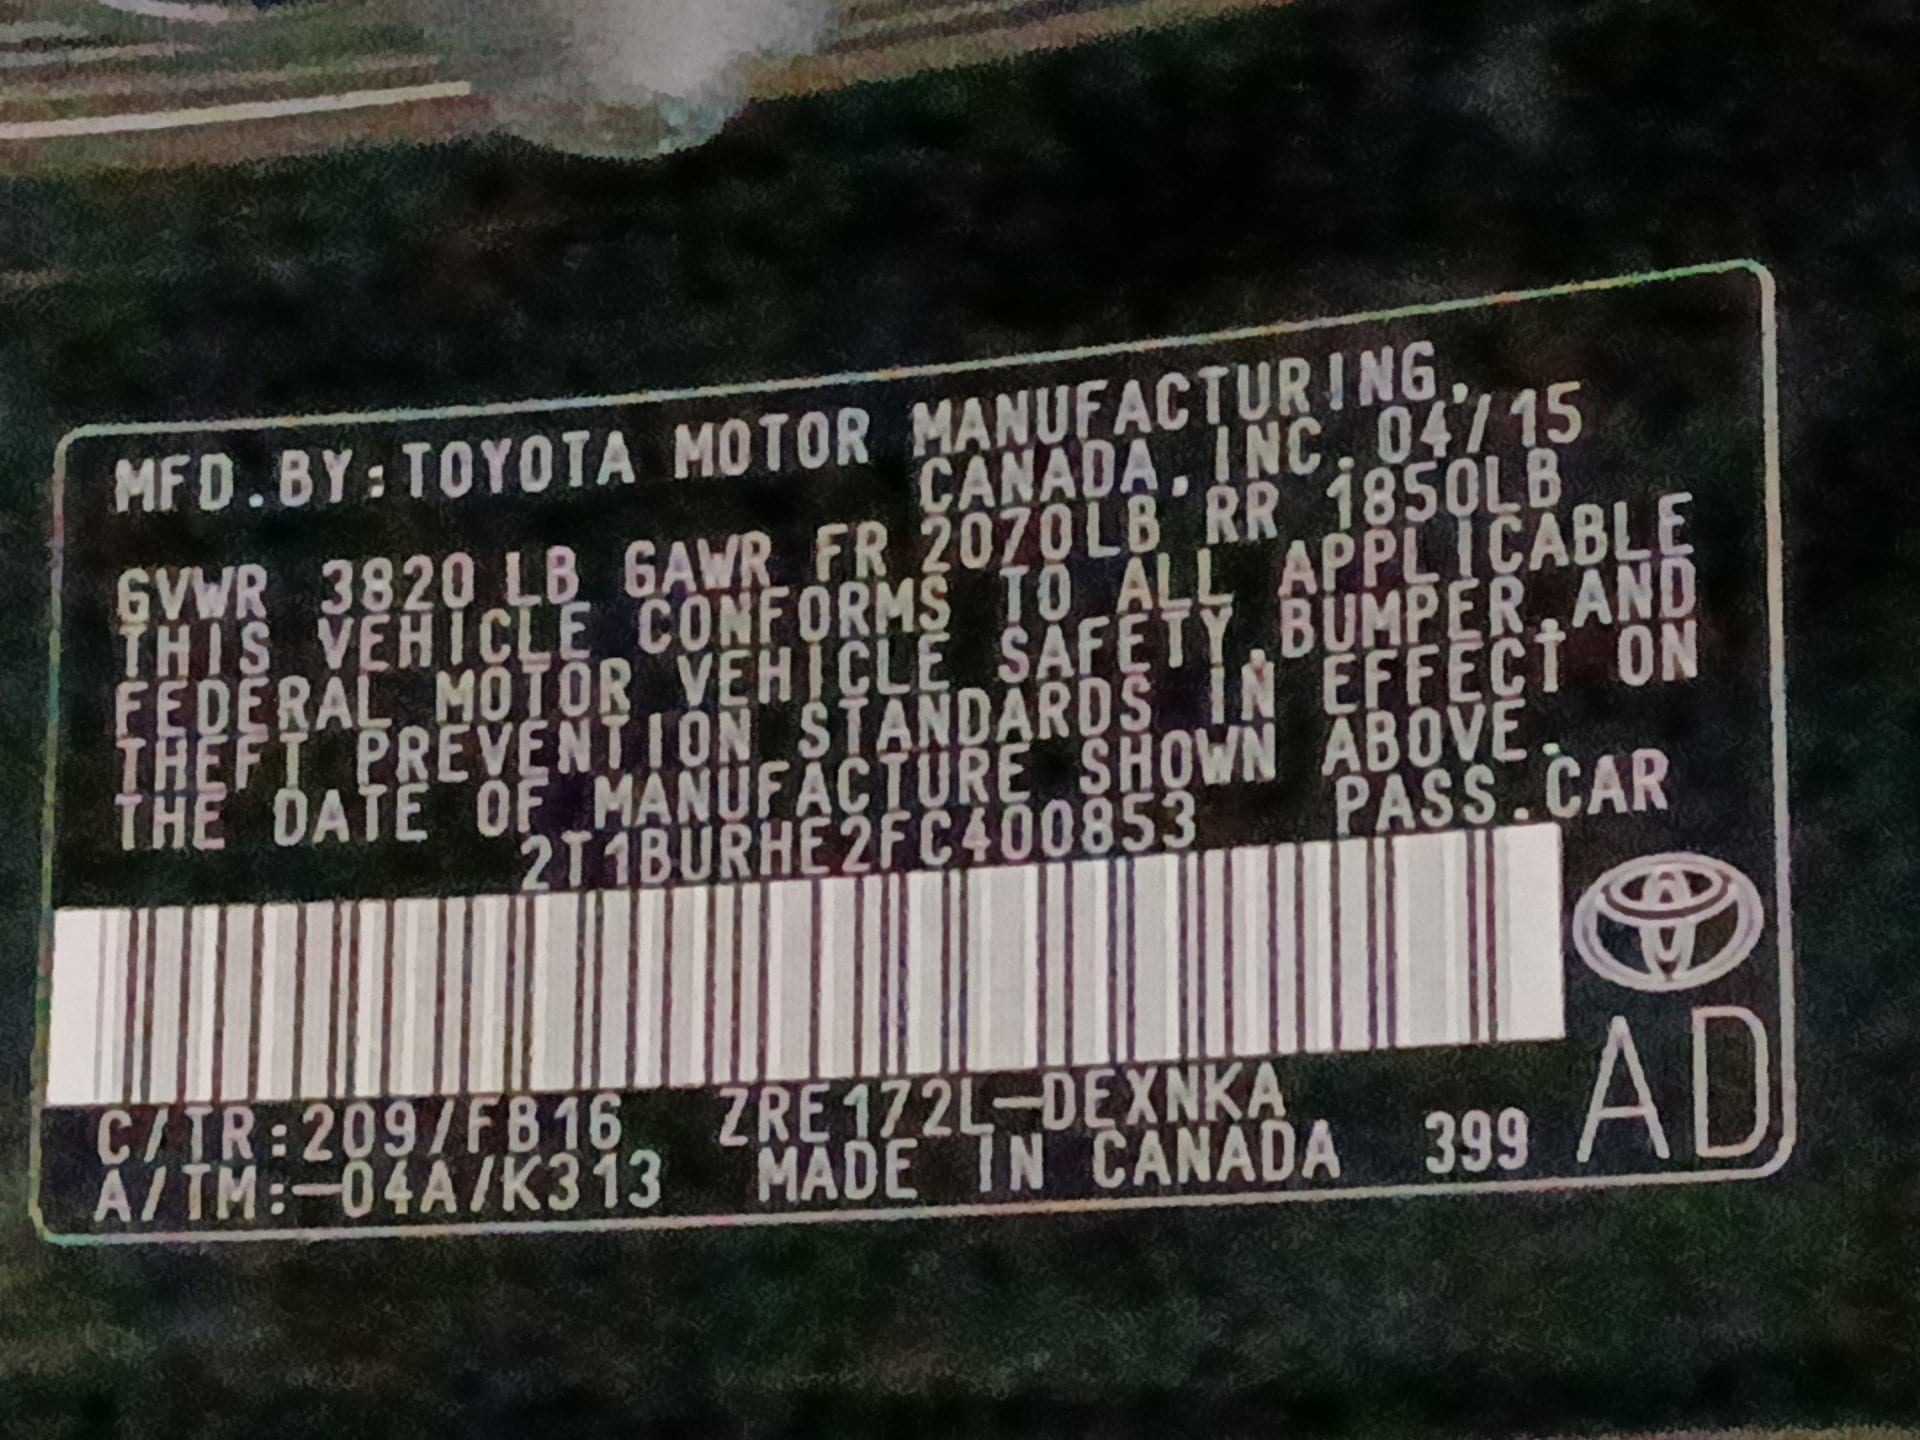 MFD.BY:TOYOTA MOTOR MANUFACTURING,
CANADA, INC. 04/15
GVWR 3820 LB GAWR FR 2070LB RR 1850LB
THIS VEHICLE CONFORMS TO ALL APPLICABLE
FEDERAL MOTOR VEHICLE SAFETY,BUMPER,AND
THEFT PREVENTION STANDARDS IN EFFECT ON
THE DATE OF MANUFACTURE SHOWN ABOVE.
2T1BURHE2FC400853 PASS.CAR
C/TR:209/FB16 ZRE172L-DEXNKA
A/TM:-04A/K313 MADE IN CANADA 399 AD